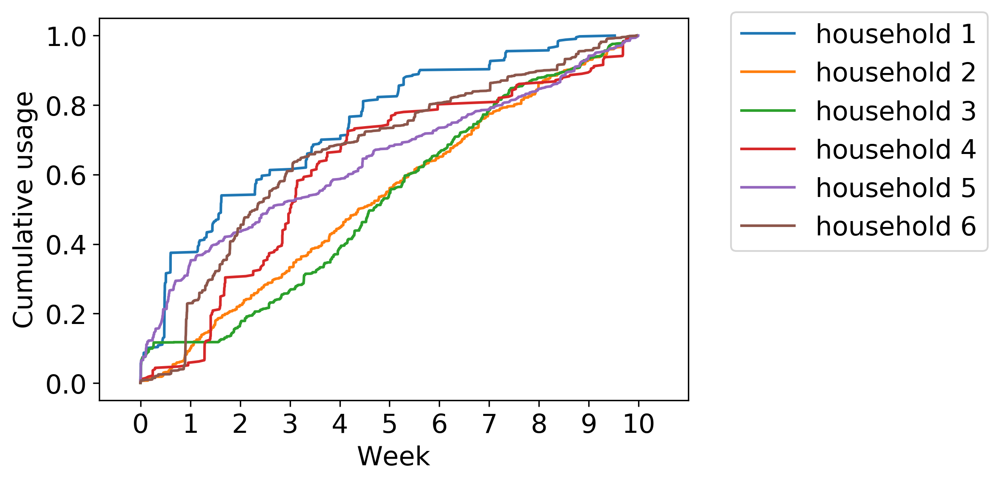 1.0
0.8
0.6
0.4
0.2
0.0
Cumulative usage
0 1 2 3 4 5 6 7 8 9 10
Week
household 1
household 2
household 3
household 4
household 5
household 6